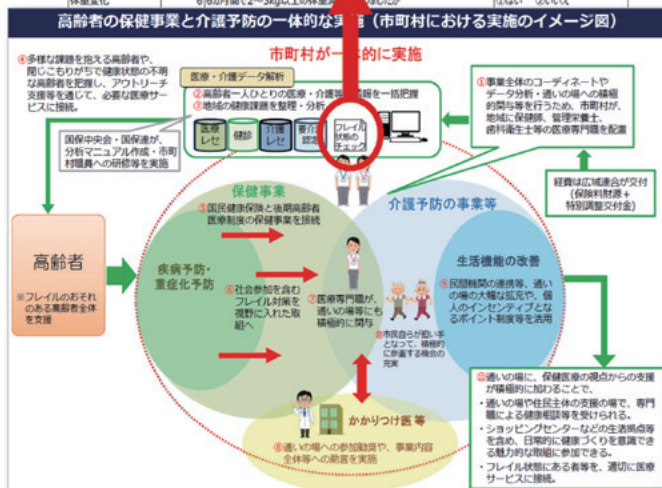 体重変化
6 6か月間で2～3kg以上の体重減
ましたか
①はい ②いいえ
高齢者の保健事業と介護予防の一体的な実施（市町村における実施のイメージ図）
市町村が一体的に実施
④多様な課題を抱える高齢者や、
閉じこもりがちで健康状態の不明
な高齢者を把握し、アウトリーチ
支援等を通じて、必要な医療サー
ビスに接続。
医療・介護データ解析
②高齢者一人ひとりの医療・介護等
情報を一括把握
③地域の健康課題を整理・分析
医療
レセ
健診
介護
レセ
要介護
認定
フレイル
状態の
チェック
国保中央会・国保連が、
分析マニュアル作成・市町
村職員への研修等を実施
①事業全体のコーディネートや
データ分析・通いの場への積極
的関与等を行うため、市町村が、
地域に保健師、管理栄養士、
歯科衛生士等の医療専門職を配置
経費は広域連合が交付
(保険料財源＋
特別調整交付金)
保健事業
⑤国民健康保険と後期高齢者
医療制度の保健事業を接続
介護予防の事業等
高齢者
※フレイルのおそれ
のある高齢者全体
を支援
疾病予防・
重症化予防
⑥社会参加を含む
フレイル対策を
視野に入れた取
組へ
⑦医療専門職が、
通いの場等にも
積極的に関与
生活機能の改善
⑨民間機関の連携等、通い
の場の大幅な拡充や、個
人のインセンティブとな
るポイント制度等を活用
⑩市民自らが担い手
となって、積極的
に参画する機会の
充実
かかりつけ医 等
⑧通いの場への参加勧奨や、事業内容
全体等への助言を実施
⑪通いの場に、保健医療の視点からの支援
が積極的に加わることで、
・通いの場や住民主体の支援の場で、専門
職による健康相談等を受けられる。
・ショッピングセンターなどの生活拠点等
を含め、日常的に健康づくりを意識でき
る魅力的な取組に参加できる。
・フレイル状態にある者等を、適切に医療
サービスに接続。